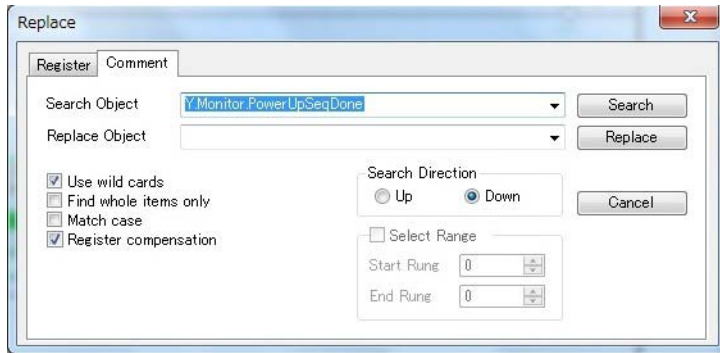 Replace
Register Comment
Search Object Y.Monitor.PowerUpSeqDone Search
Replace Object Replace
Use wild cards
Find whole items only
Match case
Register compensation
Search Direction
Up Down
Cancel
Select Range
Start Rung 0
End Rung 0